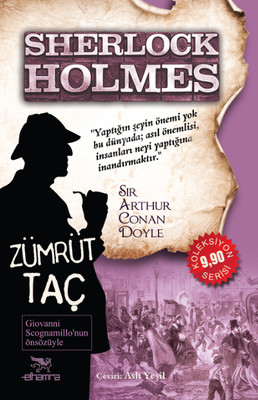 SHERLOCK
HOLMES
"Yaptığın şeyin önemi yok
bu dünyada; asıl önemlisi,
insanları neyi yaptığına
inandırmaktır."
SIR
ARTHUR
CONAN
DOYLE
KOLEKSİYON
9,90
SERİSİ
ZÜMRÜT
TAÇ
Giovanni
Scognamillo'nun
önsözüyle
elhamra
Çeviri: Aslı Yeşil